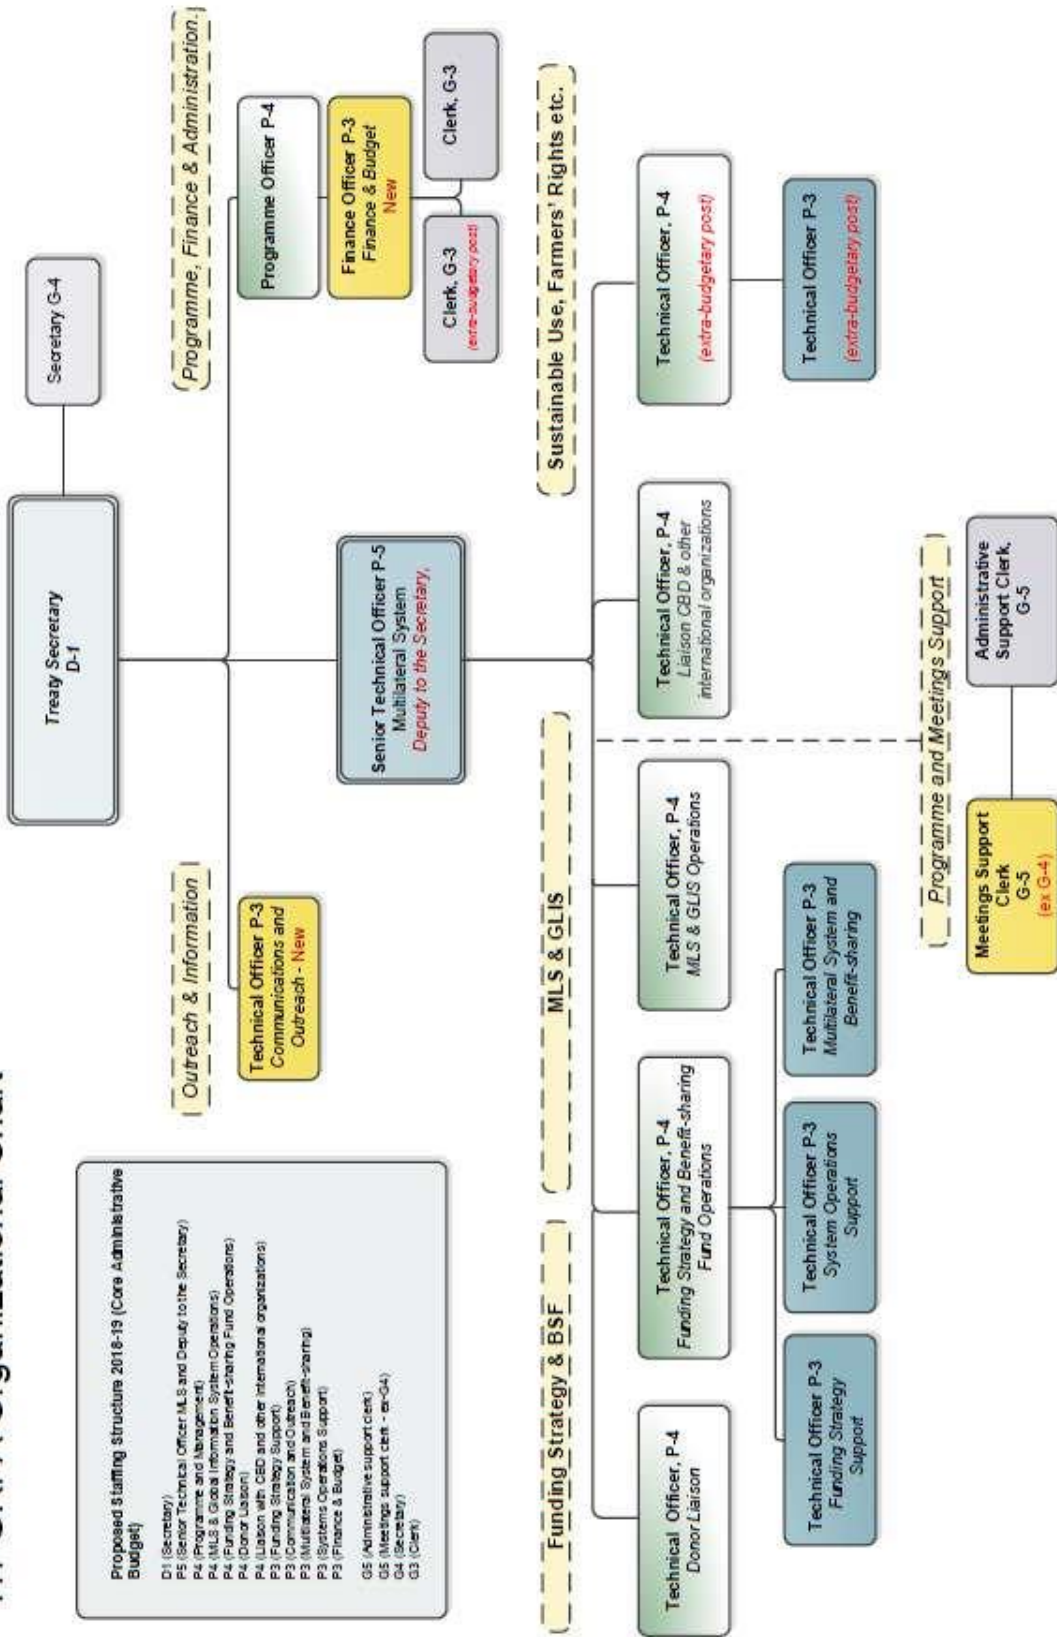 Organizational Chart
Proposed Staffing Structure 2018-19 (Core Administrative
Budget)
D1 (Secretary)
P5 (Senior Technical Officer MLS and Deputy to the Secretary)
P4 (Programme and Management)
P4 (MLS & Global Information System Operations)
P4 (Funding Strategy and Benefit-sharing Fund Operations)
P4 (Donor Liaison)
P4 (Liaison with CBD and other international organizations)
P3 (Funding Strategy Support)
P3 (Communication and Outreach)
P3 (Multilateral System and Benefit-sharing)
P3 (Systems Operations Support)
P3 (Finance & Budget)
G5 (Administrative support clerk)
G5 (Meetings support clerk - ex-G4)
G4 (Secretary)
G3 (Clerk)
Treaty Secretary
D-1
Secretary G-4
Outreach & Information
Technical Officer P-3
Communications and
Outreach - New
Senior Technical Officer P-5
Multilateral System
Deputy to the Secretary,
Programme, Finance & Administration.
Programme Officer P-4
Finance Officer P-3
Finance & Budget
New
Clerk, G-3
(extra-budgetary post)
Clerk, G-3
Funding Strategy & BSF
MLS & GLIS
Sustainable Use, Farmers' Rights etc.
Technical Officer, P-4
Donor Liaison
Technical Officer, P-4
Funding Strategy and Benefit-sharing
Fund Operations
Technical Officer, P-4
MLS & GLIS Operations
Technical Officer, P-4
Liaison CBD & other
international organizations
Technical Officer, P-4
(extra-budgetary post)
Technical Officer P-3
Funding Strategy
Support
Technical Officer P-3
System Operations
Support
Technical Officer P-3
Multilateral System and
Benefit-sharing
Technical Officer P-3
(extra-budgetary post)
Programme and Meetings Support
Meetings Support
Clerk
G-5
(ex G-4)
Administrative
Support Clerk,
G-5